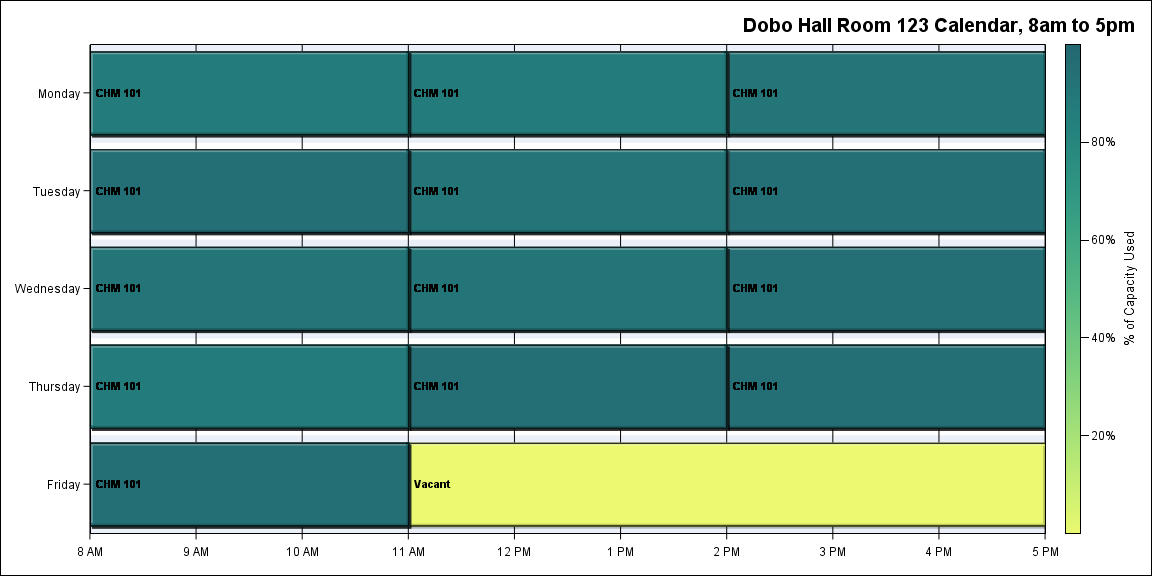 Dobo Hall Room 123 Calendar, 8am to 5pm
Monday CHM 101 CHM 101 CHM 101
80%
Tuesday CHM 101 CHM 101 CHM 101
60%
Wednesday CHM 101 CHM 101 CHM 101
% of Capacity Used
40%
Thursday CHM 101 CHM 101 CHM 101
20%
Friday CHM 101 Vacant
8 AM 9 AM 10 AM 11 AM 12 PM 1 PM 2 PM 3 PM 4 PM 5 PM